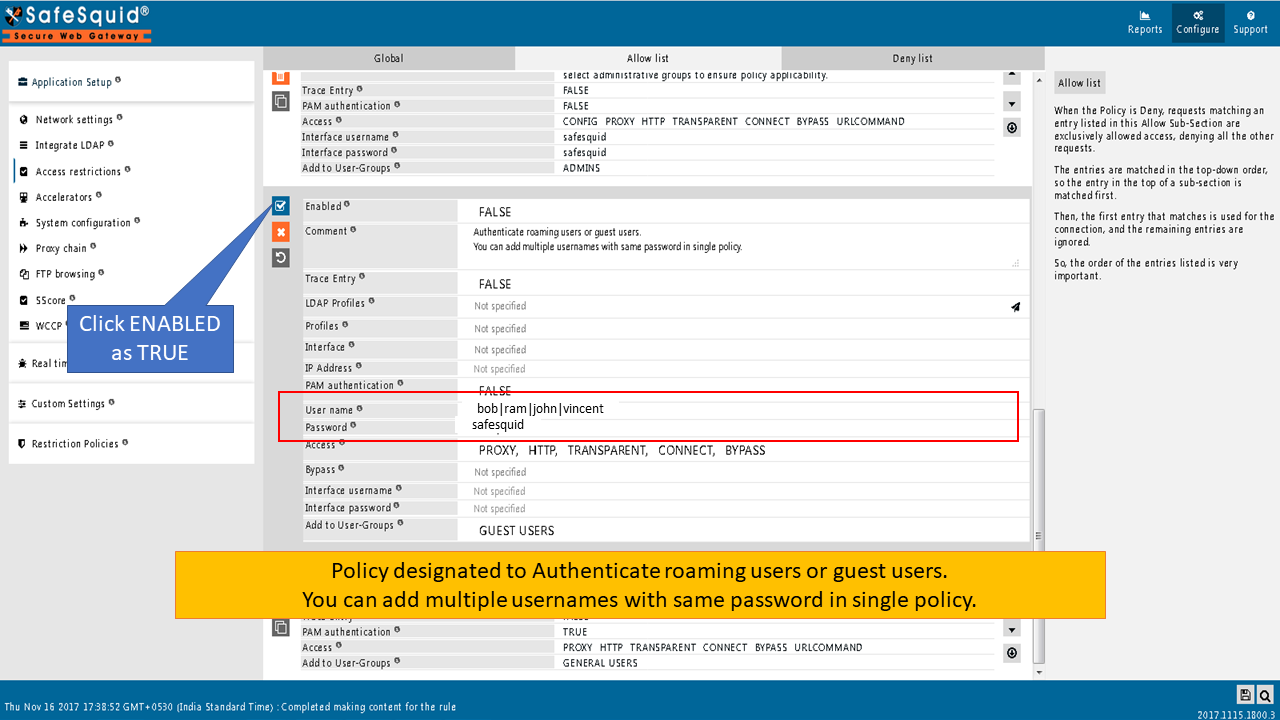 SafeSquid®
Secure Web Gateway
Reports
Configure
Support
Application Setup
Network settings
Integrate LDAP
Access restrictions
Accelerators
System configuration
Proxy chain
FTP browsing
SScore
WCCP
Real tim
Custom Settings
Restriction Policies
Click ENABLED
as TRUE
Global
Allow list
Deny list
select administrative groups to ensure policy applicability.
Trace Entry FALSE
PAM authentication FALSE
Access CONFIG PROXY HTTP TRANSPARENT CONNECT BYPASS URLCOMMAND
Interface username safesquid
Interface password safesquid
Add to User-Groups ADMINS
Enabled FALSE
Comment Authenticate roaming users or guest users.
You can add multiple usernames with same password in single policy.
Trace Entry FALSE
LDAP Profiles Not specified
Profiles Not specified
Interface Not specified
IP Address Not specified
PAM authentication FALSE
User name bob|ram|john|vincent
Password safesquid
Access PROXY, HTTP, TRANSPARENT, CONNECT, BYPASS
Bypass Not specified
Interface username Not specified
Interface password Not specified
Add to User-Groups GUEST USERS
Policy designated to Authenticate roaming users or guest users.
You can add multiple usernames with same password in single policy.
PAM authentication TRUE
Access PROXY HTTP TRANSPARENT CONNECT BYPASS URLCOMMAND
Add to User-Groups GENERAL USERS
Allow list
When the Policy is Deny, requests matching an
entry listed in this Allow Sub-Section are
exclusively allowed access, denying all the other
requests.
The entries are matched in the top-down order,
so the entry in the top of a sub-section is
matched first.
Then, the first entry that matches is used for the
connection, and the remaining entries are
ignored.
So, the order of the entries listed is very
important.
Thu Nov 16 2017 17:38:52 GMT+0530 (India Standard Time) : Completed making content for the rule
2017.1115.1800.3